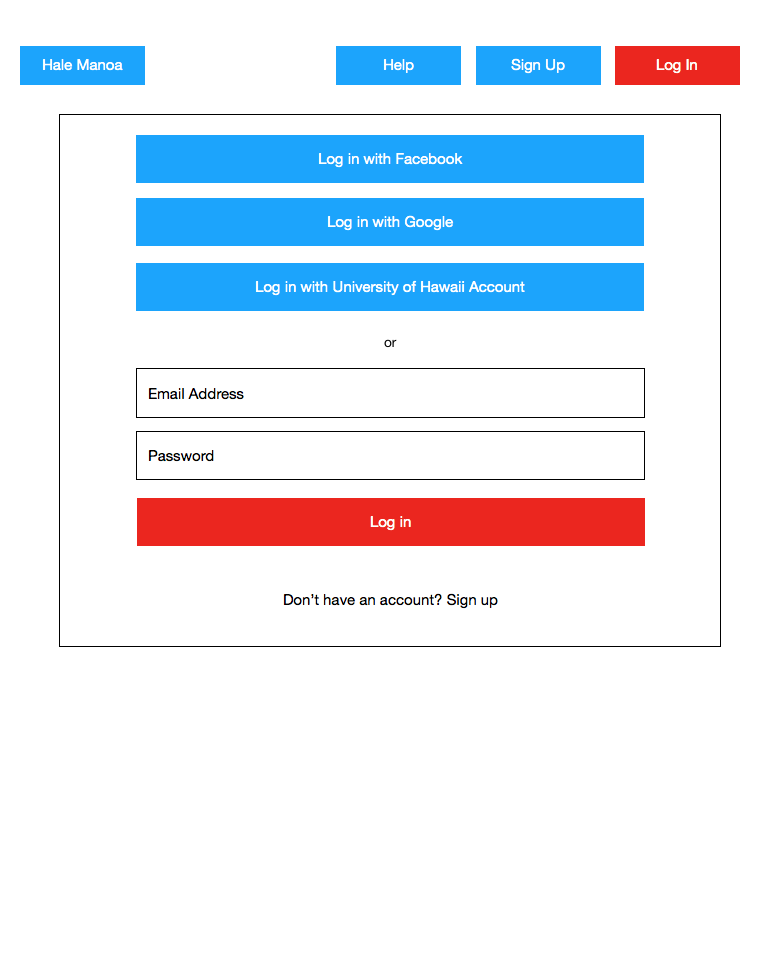 Hale Manoa
Help
Sign Up
Log In
Log in with Facebook
Log in with Google
Log in with University of Hawaii Account
or
Email Address
Password
Log in
Don’t have an account? Sign up